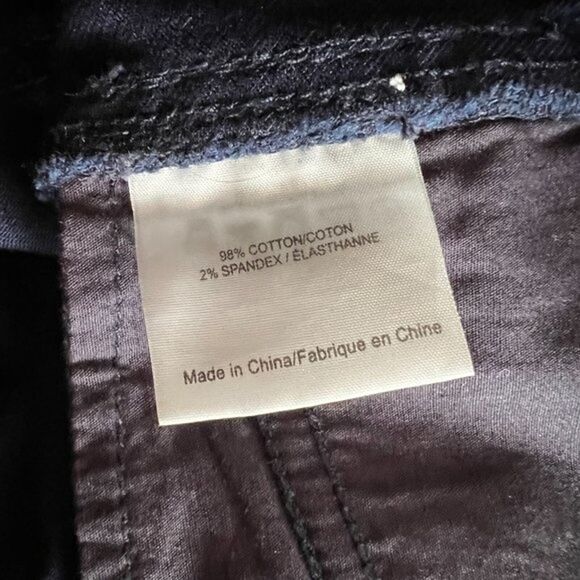 98% COTTON/COTON
2% SPANDEX / ÉLASTHANNE
Made in China/Fabrique en Chine